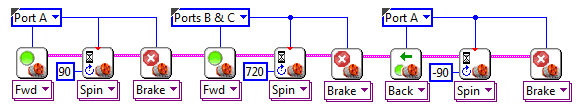 Port A Ports B & C Port A
90 720 -90
Fwd Spin Brake Fwd Spin Brake Back Spin Brake